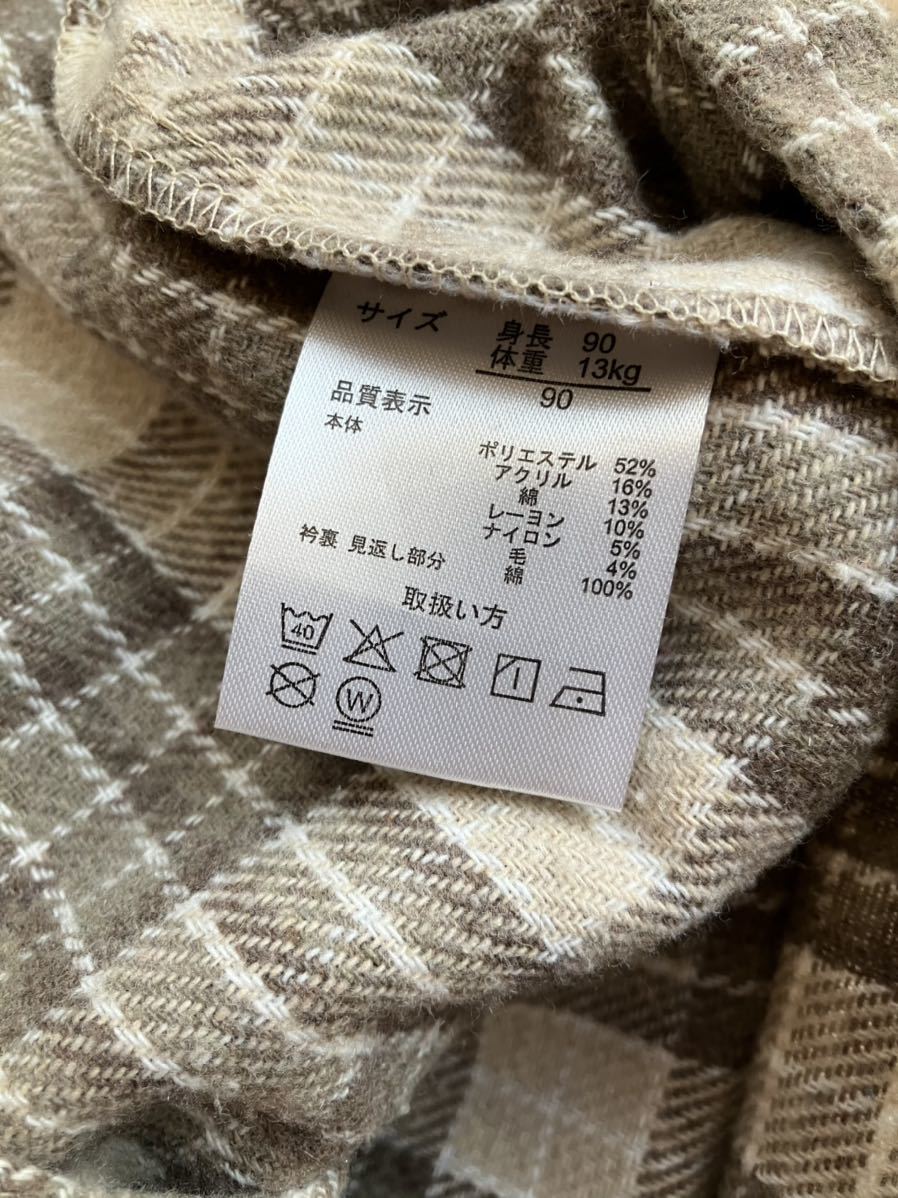 サイズ 身長 90
体重 13kg
90
品質表示
本体
ポリエステル 52%
アクリル 16%
綿 13%
レーヨン 10%
ナイロン 5%
毛 4%
衿裏 見返し部分 綿 100%
取扱い方
40
W